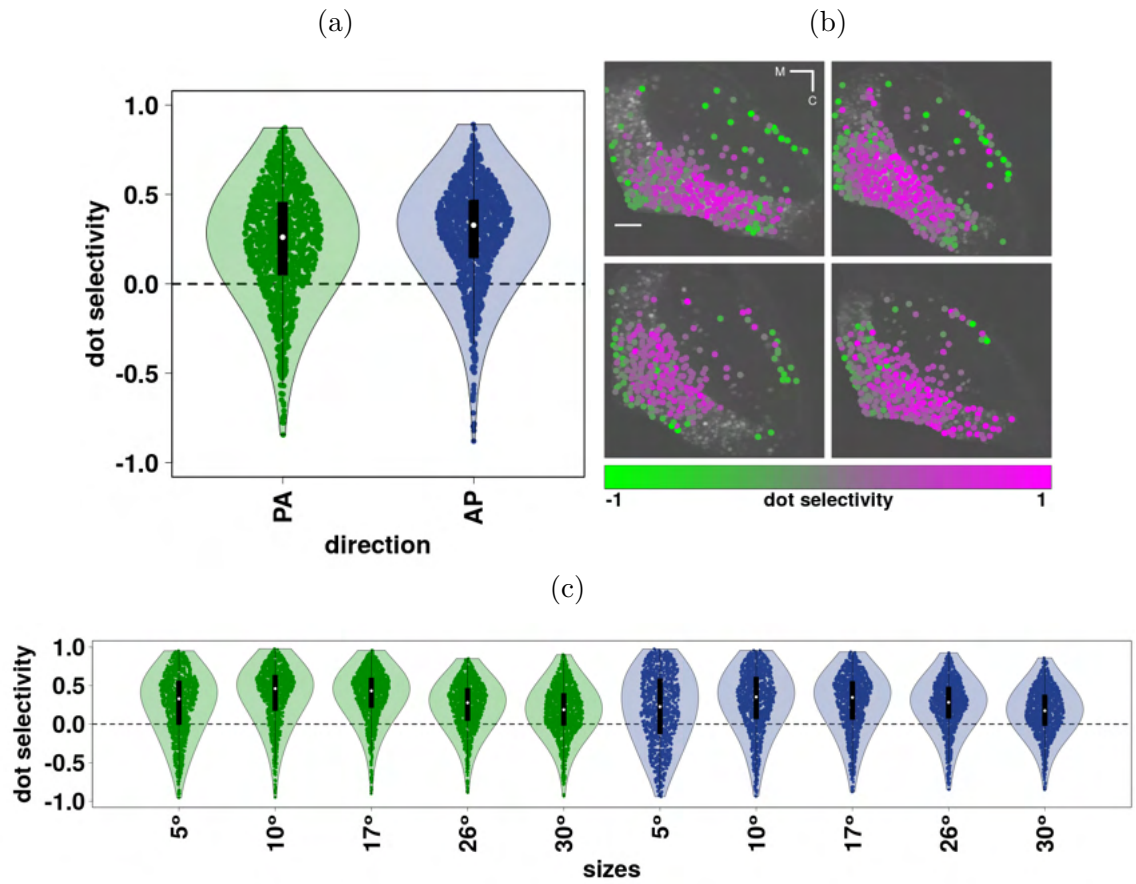 (a)
1.0
0.5
0.0
-0.5
-1.0
dot selectivity
PA
AP
direction
(b)
M
C
-1
dot selectivity
1
(c)
1.0
0.5
0.0
-0.5
-1.0
dot selectivity
5° 10° 17° 26° 30° 5° 10° 17° 26° 30°
sizes